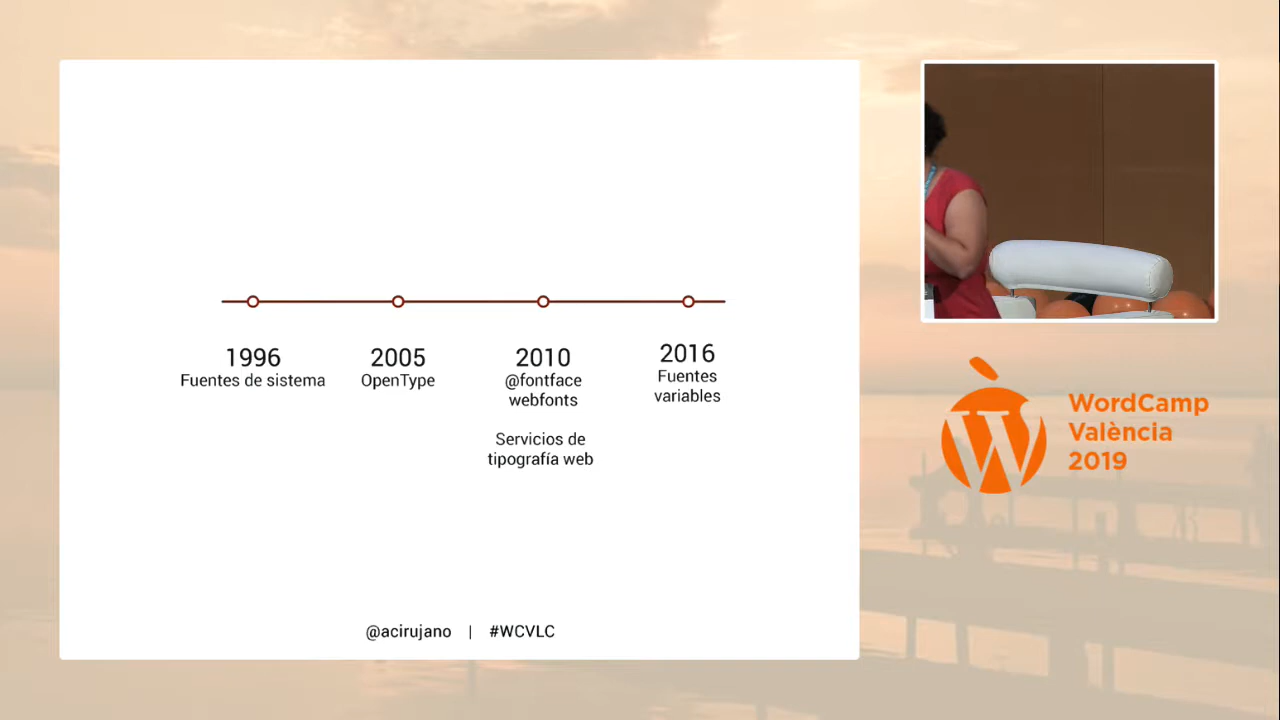 1996
Fuentes de sistema
2005
OpenType
2010
@fontface
webfonts
Servicios de
tipografía web
2016
Fuentes
variables
@acirujano | #WCVLC
WordCamp
València
2019